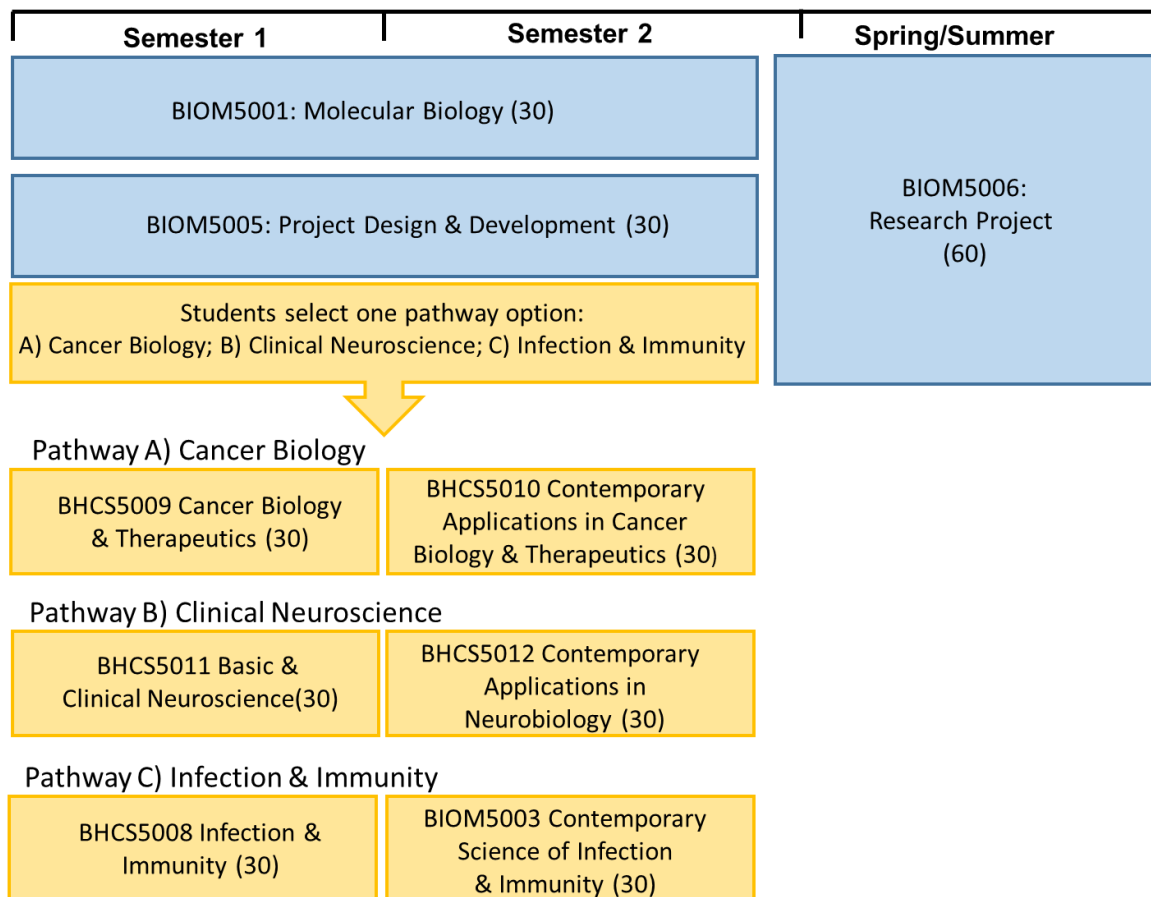 Semester 1
Semester 2
Spring/Summer
BIOM5001: Molecular Biology (30)
BIOM5005: Project Design & Development (30)
BIOM5006:
Research Project
(60)
Students select one pathway option:
A) Cancer Biology; B) Clinical Neuroscience; C) Infection & Immunity
Pathway A) Cancer Biology
BHCS5009 Cancer Biology
& Therapeutics (30)
BHCS5010 Contemporary
Applications in Cancer
Biology & Therapeutics (30)
Pathway B) Clinical Neuroscience
BHCS5011 Basic &
Clinical Neuroscience(30)
BHCS5012 Contemporary
Applications in
Neurobiology (30)
Pathway C) Infection & Immunity
BHCS5008 Infection &
Immunity (30)
BIOM5003 Contemporary
Science of Infection
& Immunity (30)